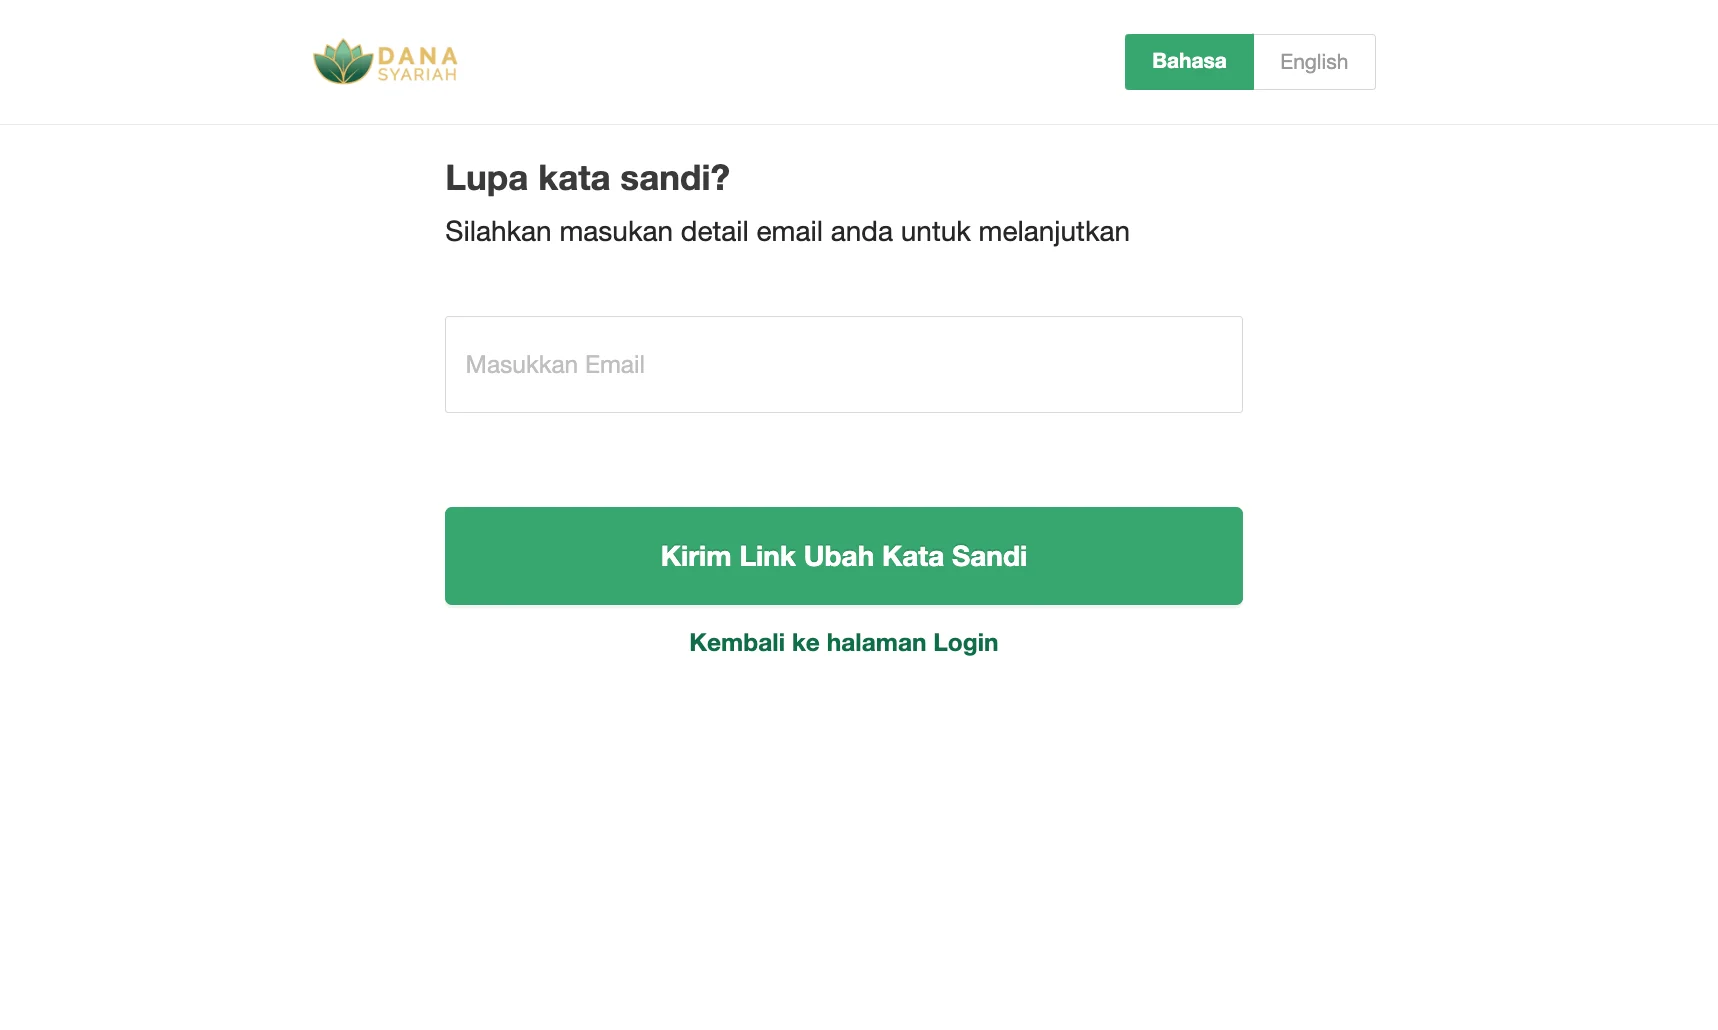 DANA
SYARIAH
Bahasa
English
Lupa kata sandi?
Silahkan masukan detail email anda untuk melanjutkan
Masukkan Email
Kirim Link Ubah Kata Sandi
Kembali ke halaman Login